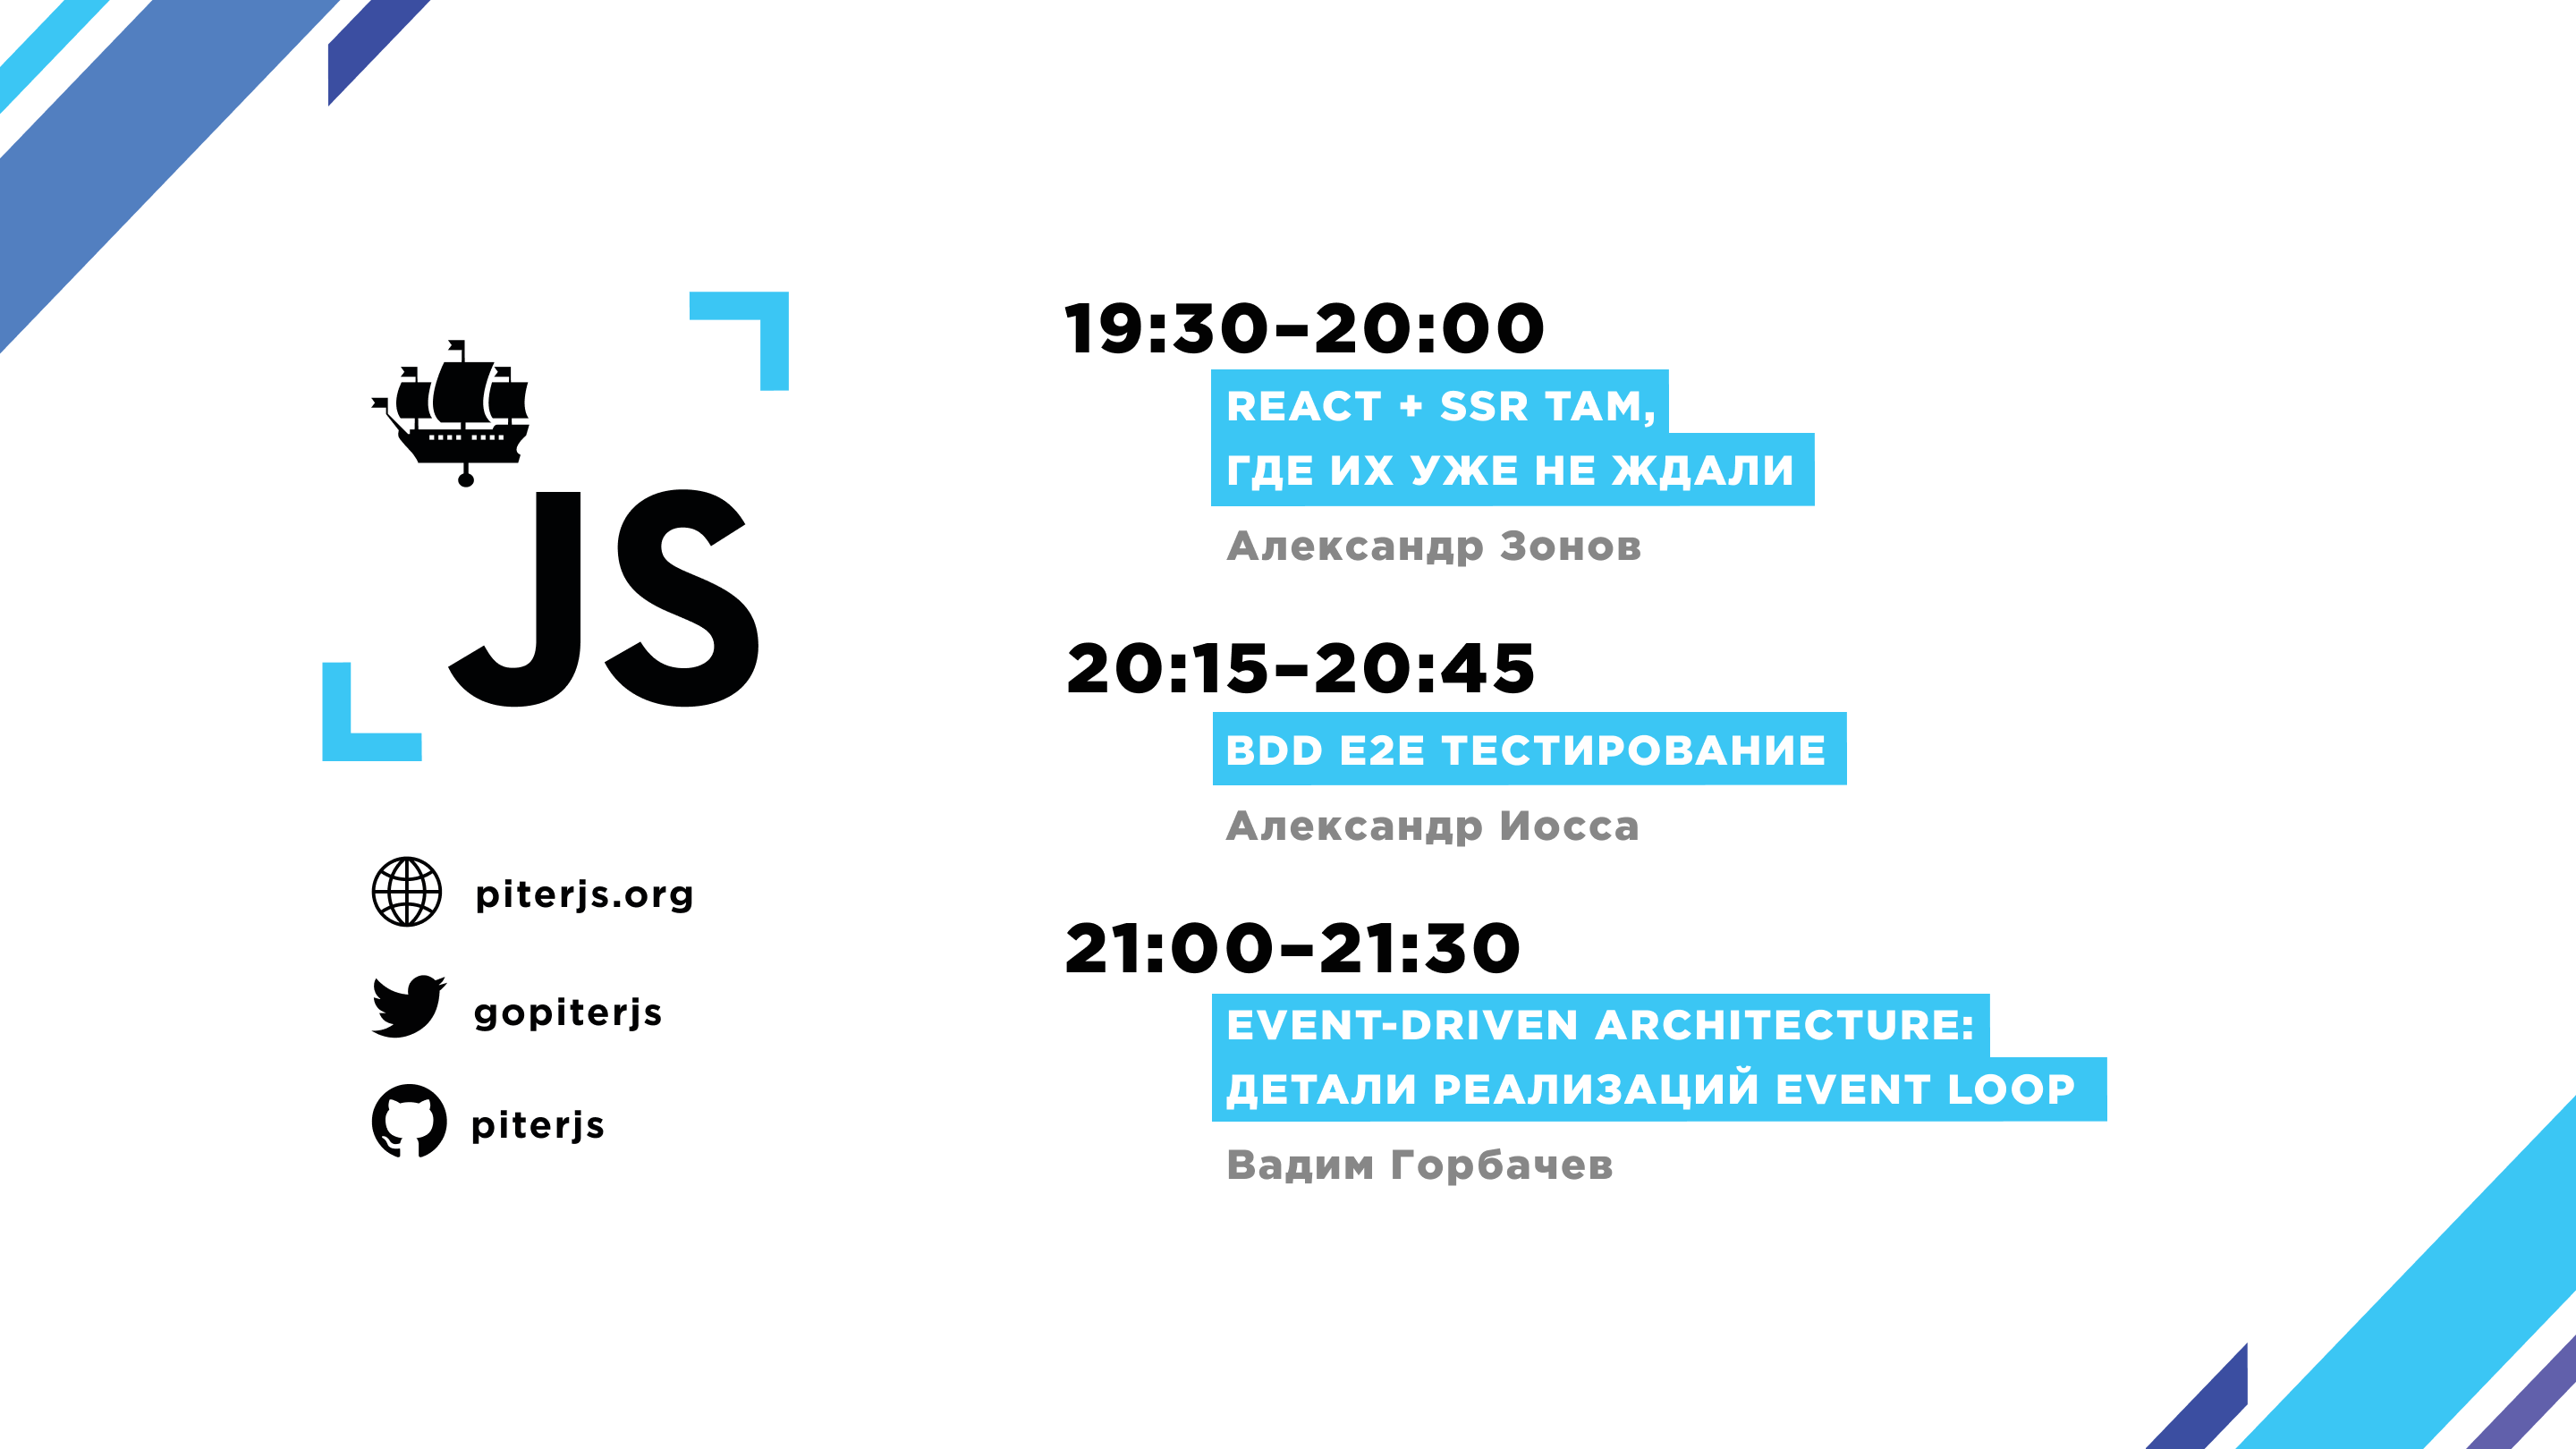 JS
piterjs.org
gopiterjs
piterjs
19:30–20:00
REACT + SSR ТАМ,
ГДЕ ИХ УЖЕ НЕ ЖДАЛИ
Александр Зонов
20:15–20:45
BDD E2E ТЕСТИРОВАНИЕ
Александр Иосса
21:00–21:30
EVENT-DRIVEN ARCHITECTURE:
ДЕТАЛИ РЕАЛИЗАЦИЙ EVENT LOOP
Вадим Горбачев